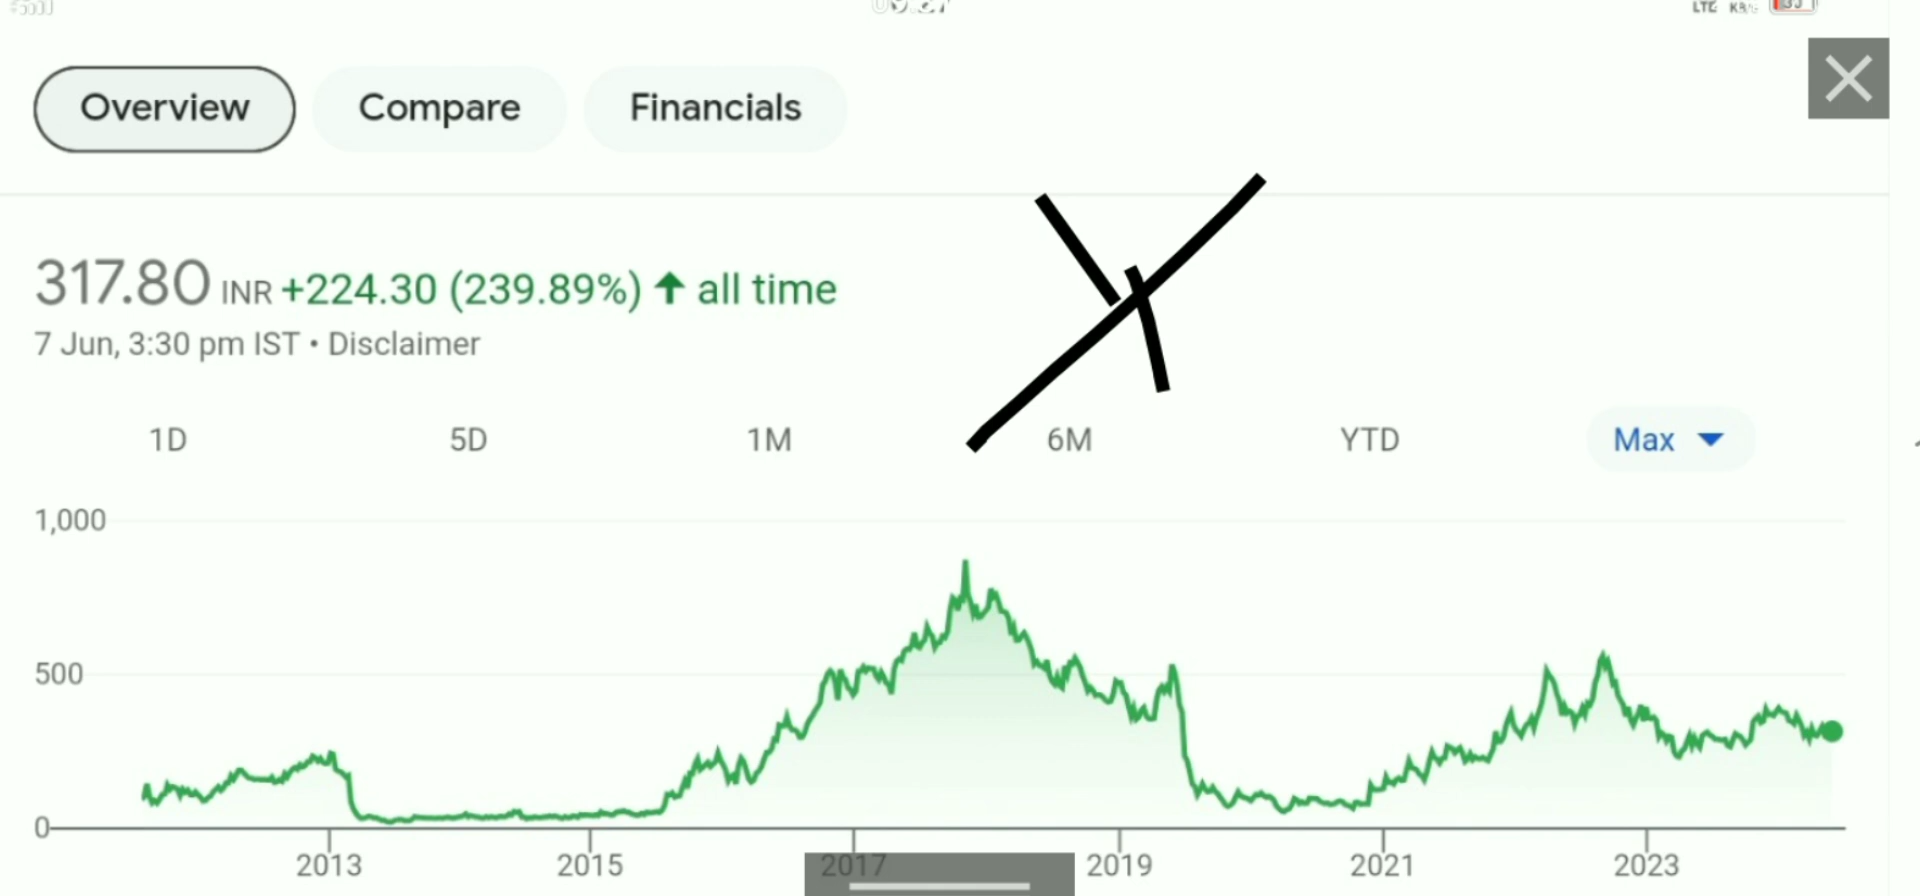 Overview Compare Financials
317.80 INR +224.30 (239.89%) ↑ all time
7 Jun, 3:30 pm IST • Disclaimer
1D 5D 1M 6M YTD Max
1,000
500
0
2013 2015 2017 2019 2021 2023